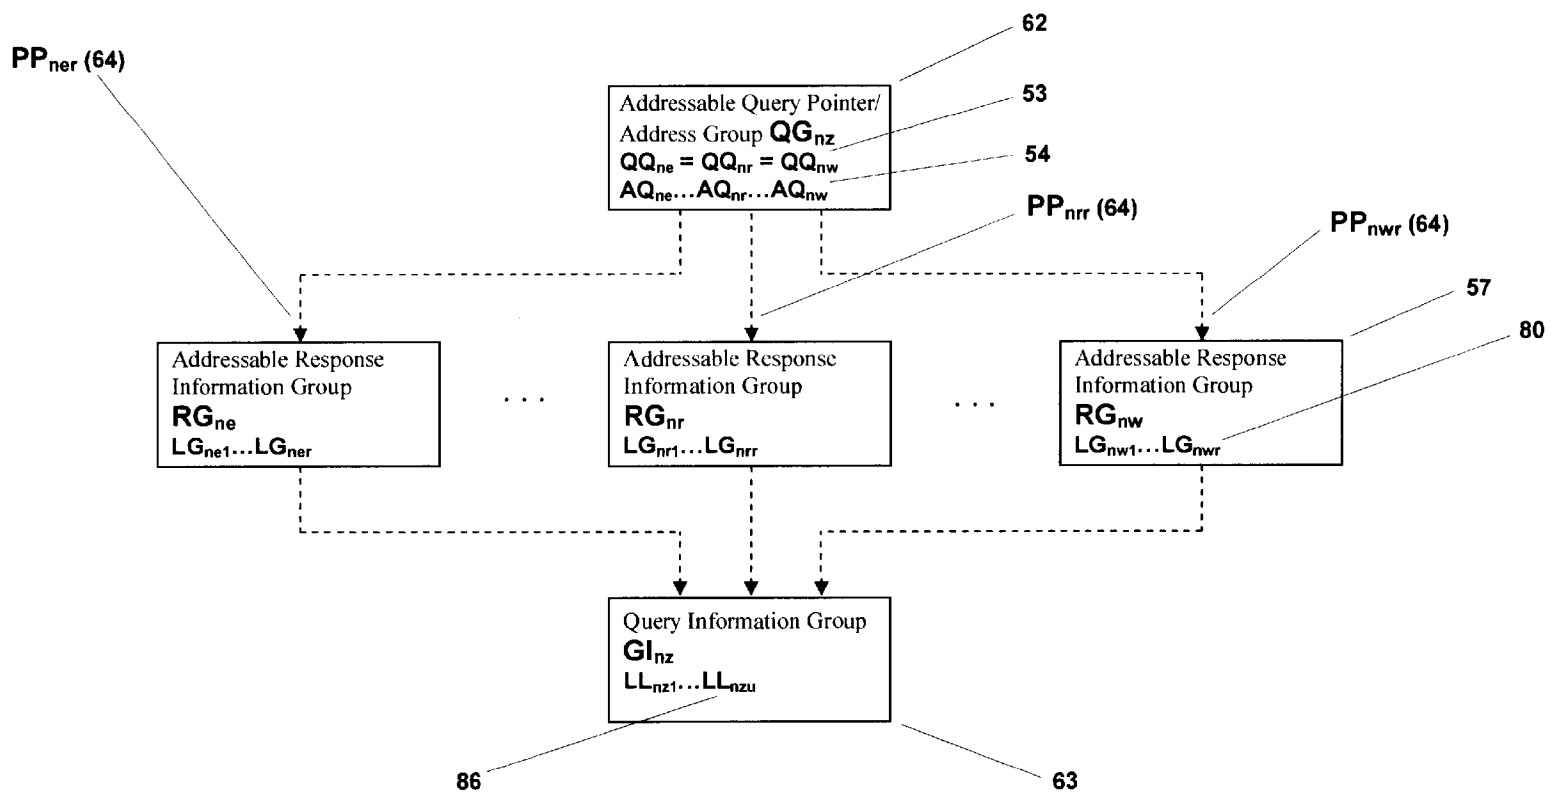 62
PPner (64)
53
Addressable Query Pointer/
Address Group QGnz
QQne = QQnr = QQnw
AQne...AQnr...AQnw
54
PPnrr (64)
PPnwr (64)
57
80
Addressable Response
Information Group
RGne
LGne1...LGner
. . .
Addressable Response
Information Group
RGnr
LGnr1...LGnrr
. . .
Addressable Response
Information Group
RGnw
LGnw1...LGnwr
Query Information Group
GInz
LLnz1...LLnzu
86
63